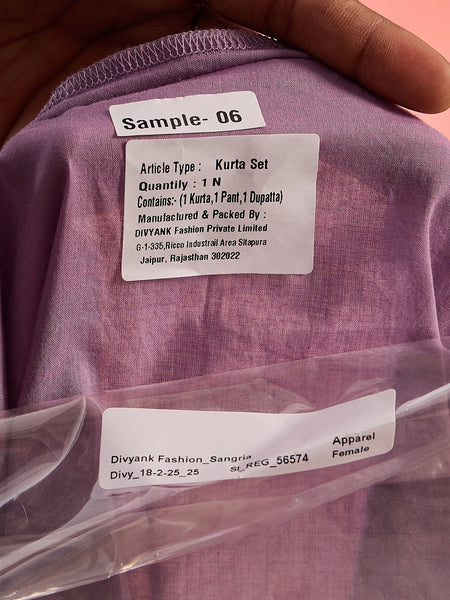 Sample- 06
Article Type : Kurta Set
Quantity : 1 N
Contains:- (1 Kurta,1 Pant,1 Dupatta)
Manufactured & Packed By :
DIVYANK Fashion Private Limited
G-1-335,Ricco Industrail Area Sitapura
Jaipur, Rajasthan 302022
Divyank Fashion_Sangria Apparel
Divy_18-2-25_25 SI_REG_56574 Female